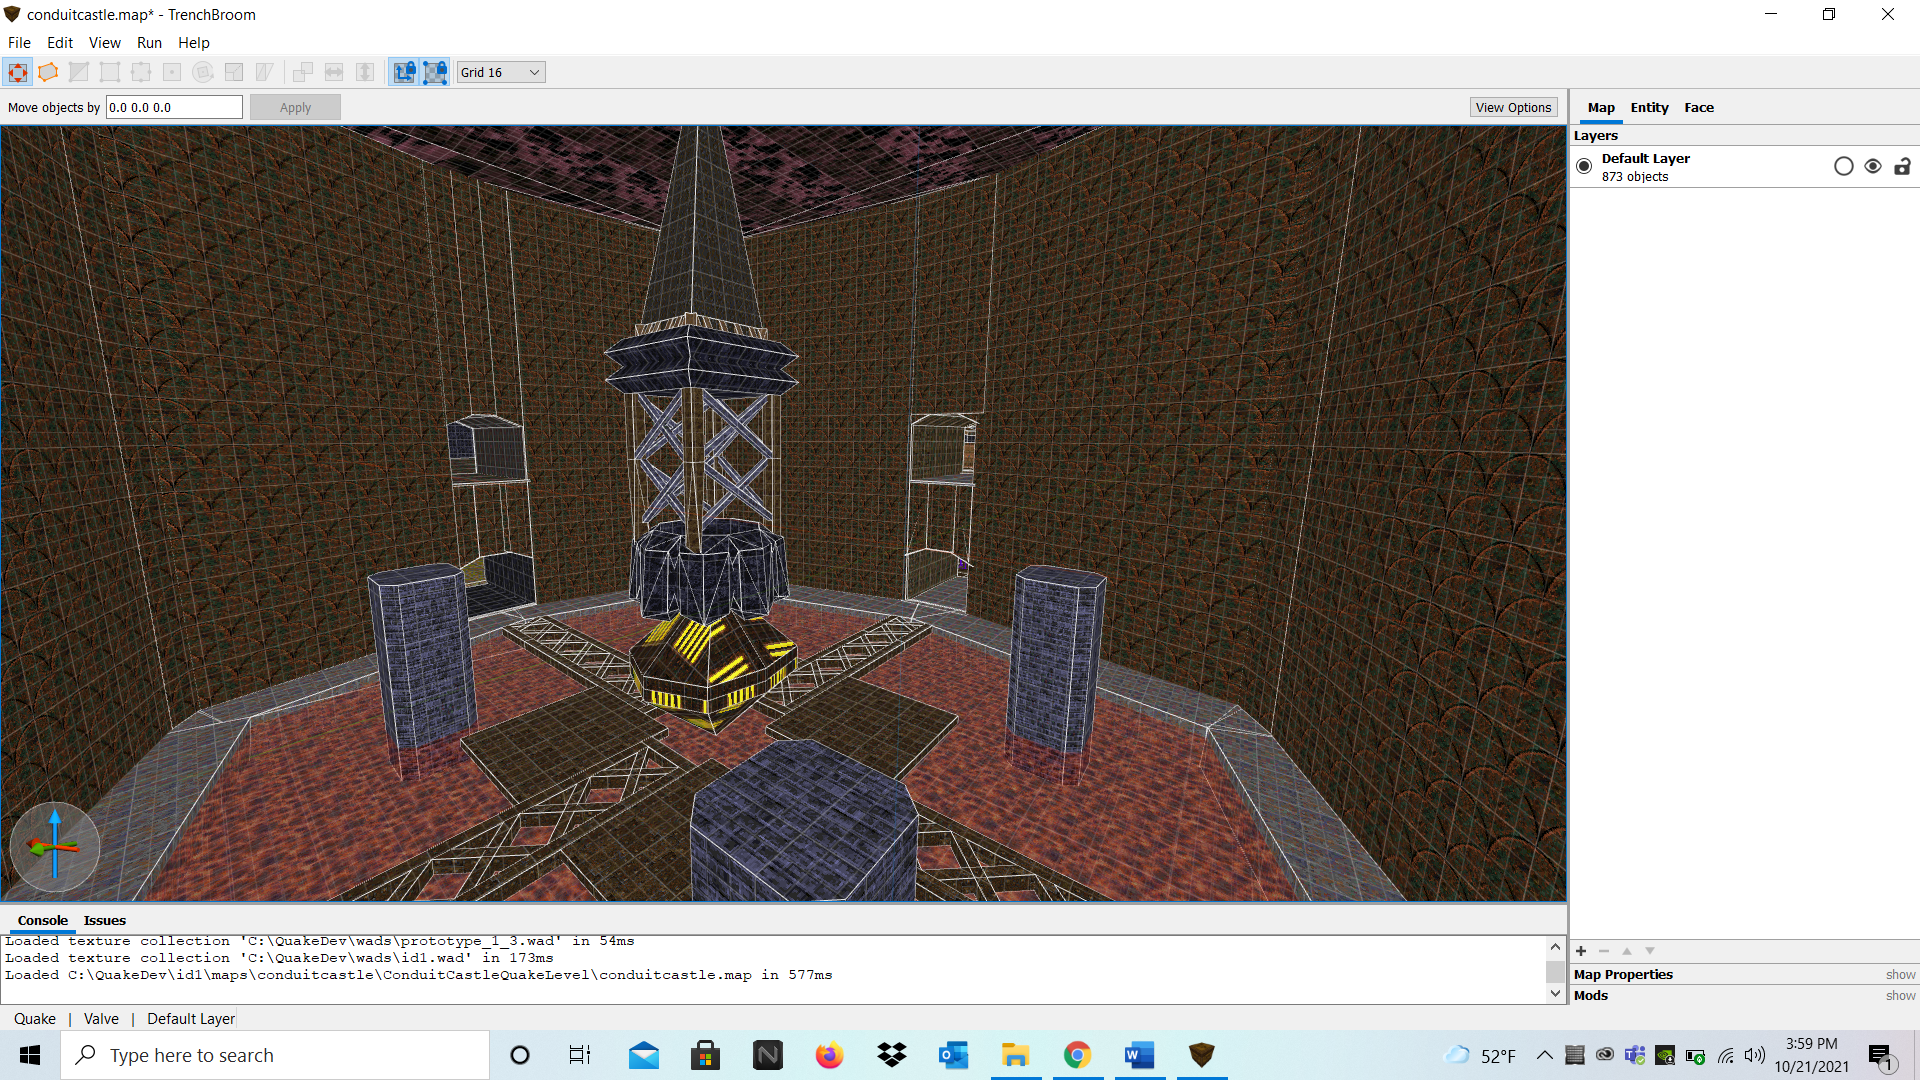 conduitcastle.map* - TrenchBroom
File Edit View Run Help
Grid 16
Move objects by 0.0 0.0 0.0 Apply View Options
Map Entity Face
Layers
Default Layer
873 objects
Console Issues
Loaded texture collection 'C:\QuakeDev\wads\prototype_1_3.wad' in 54ms
Loaded texture collection 'C:\QuakeDev\wads\id1.wad' in 173ms
Loaded C:\QuakeDev\id1\maps\conduitcastle\ConduitCastleQuakeLevel\conduitcastle.map in 577ms
Map Properties show
Mods show
Quake | Valve | Default Layer
Type here to search
52°F
3:59 PM
10/21/2021
1